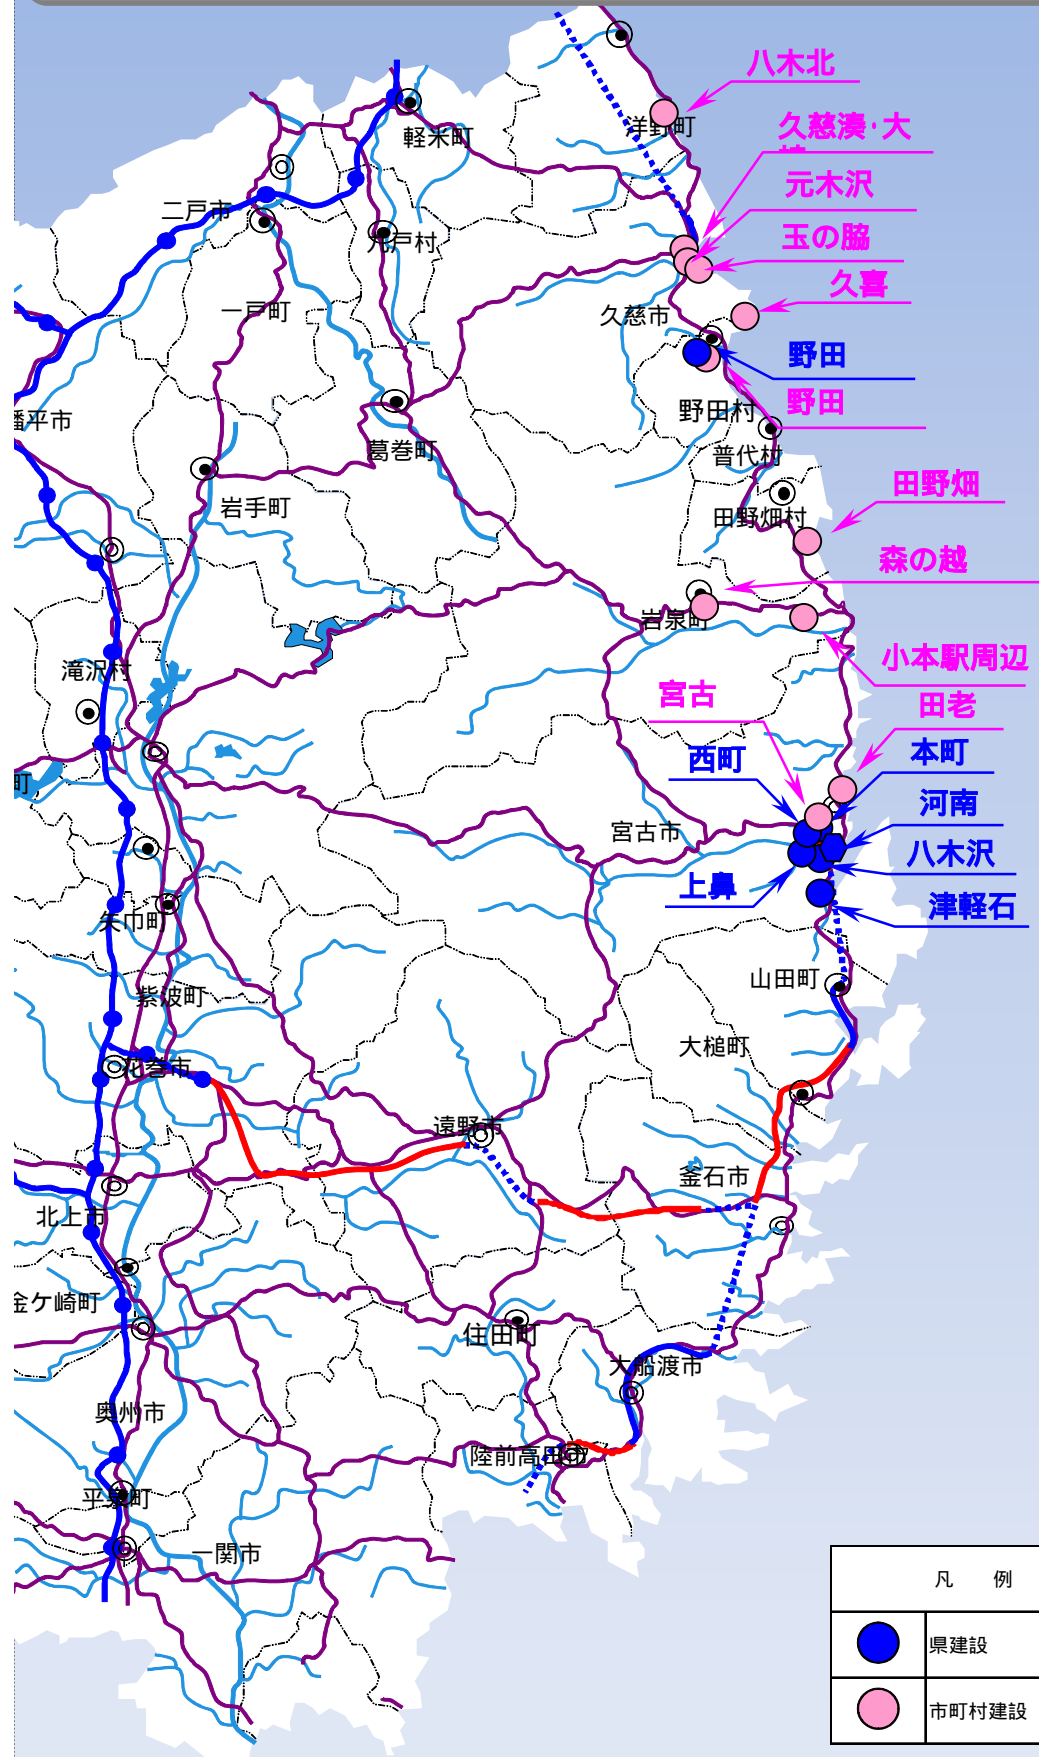 八木北
洋野町
軽米町
久慈湊・大
元木沢
二戸市
九戸村
玉の脇
久喜
一戸町
久慈市
野田
野田
幡平市
野田村
葛巻町
普代村
田野畑
岩手町
田野畑村
森の越
岩泉町
小本駅周辺
滝沢村
宮古
田老
西町
本町
町
河南
宮古市
八木沢
上鼻
津軽石
矢巾町
山田町
紫波町
大槌町
花巻市
遠野市
釜石市
北上市
金ケ崎町
住田町
大船渡市
奥州市
陸前高田市
平泉町
一関市
凡 例
県建設
市町村建設